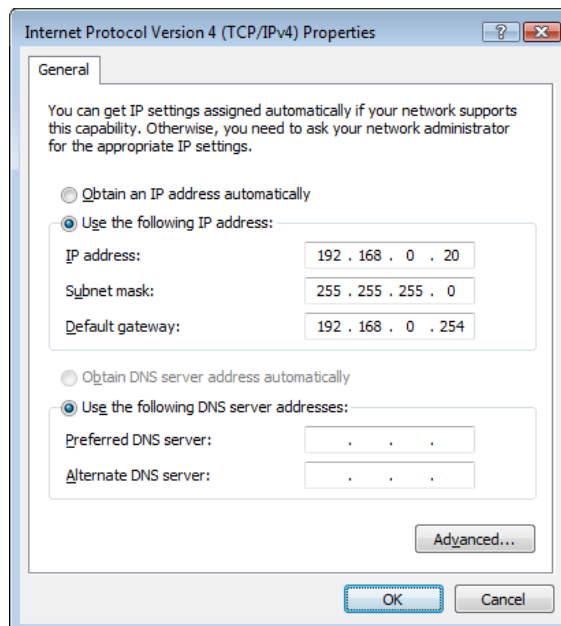 Internet Protocol Version 4 (TCP/IPv4) Properties
General
You can get IP settings assigned automatically if your network supports
this capability. Otherwise, you need to ask your network administrator
for the appropriate IP settings.
Obtain an IP address automatically
Use the following IP address:
IP address: 192 . 168 . 0 . 20
Subnet mask: 255 . 255 . 255 . 0
Default gateway: 192 . 168 . 0 . 254
Obtain DNS server address automatically
Use the following DNS server addresses:
Preferred DNS server: . . .
Alternate DNS server: . . .
Advanced...
OK Cancel